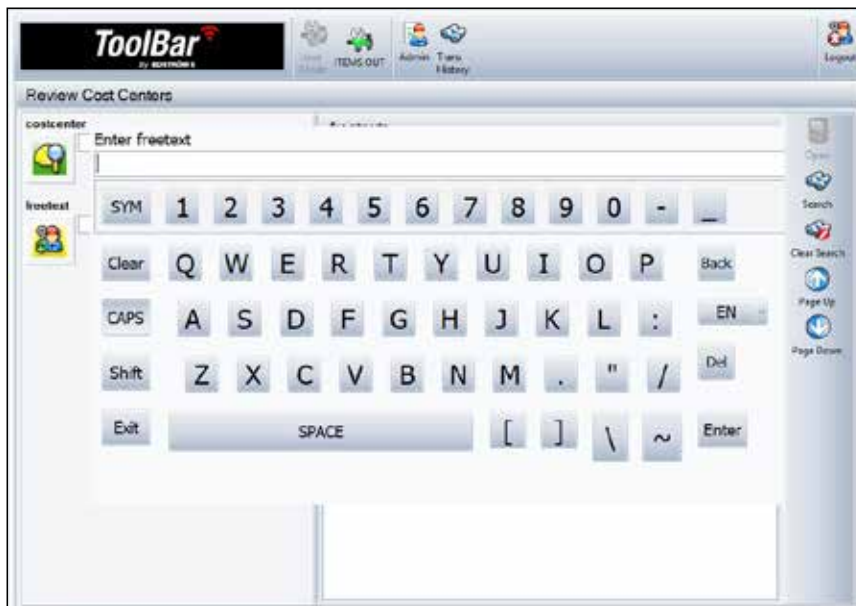 ToolBar
BY EDSTRÖMS
ITEMS OUT
Admin
Trans
History
Logout
Review Cost Centers
costcenter
Enter freetext
freetext
SYM 1 2 3 4 5 6 7 8 9 0 - _
Clear Q W E R T Y U I O P Back
CAPS A S D F G H J K L : EN
Shift Z X C V B N M . " / Del
Exit SPACE [ ] \ ~ Enter
Open
Search
Clear Search
Page Up
Page Down